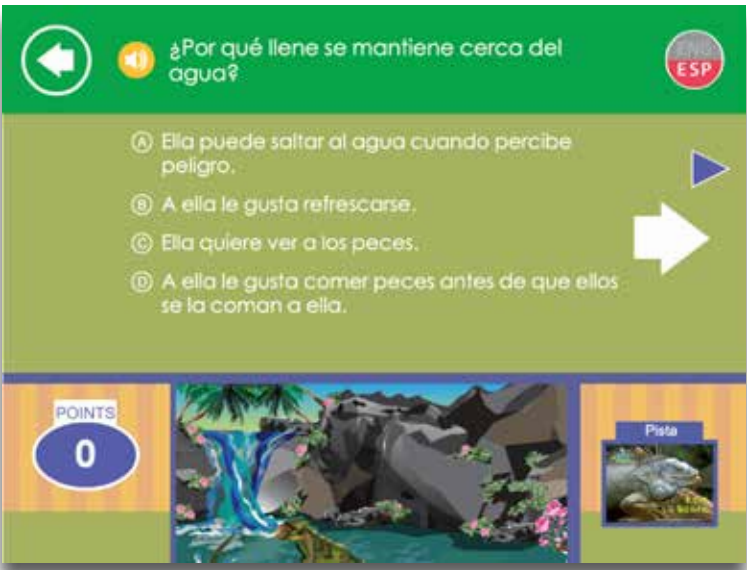 ¿Por qué Ilene se mantiene cerca del
agua?
ENG
ESP
A Ella puede saltar al agua cuando percibe
peligro.
B A ella le gusta refrescarse.
C Ella quiere ver a los peces.
D A ella le gusta comer peces antes de que ellos
se la coman a ella.
POINTS
0
Pista